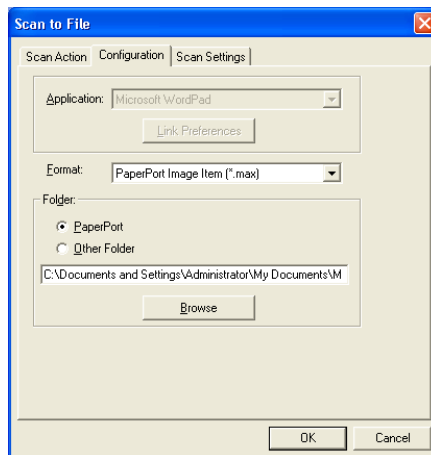 Scan to File
Scan Action Configuration Scan Settings
Application: Microsoft WordPad
Link Preferences
Format: PaperPort Image Item (*.max)
Folder:
PaperPort
Other Folder
C:\Documents and Settings\Administrator\My Documents\M
Browse
OK Cancel